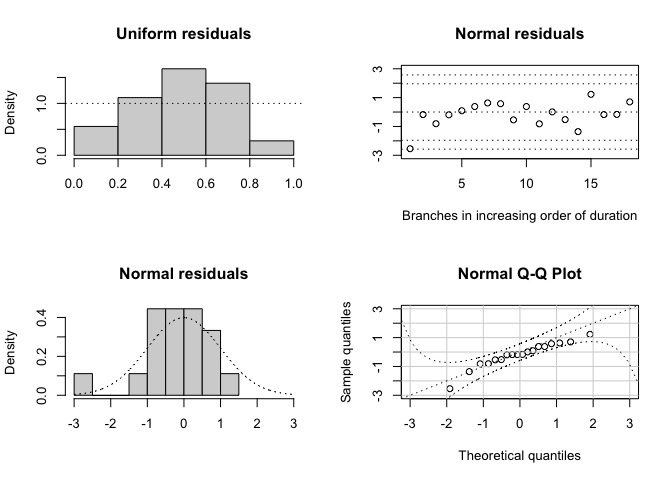 Uniform residuals
Density
0.0
1.0
0.0 0.2 0.4 0.6 0.8 1.0
Normal residuals
3
1
-1
-3
5 10 15
Branches in increasing order of duration
Normal residuals
Density
0.4
0.2
0.0
-3 -2 -1 0 1 2 3
Normal Q-Q Plot
Sample quantiles
3
1
-1
-3
-3 -2 -1 0 1 2 3
Theoretical quantiles